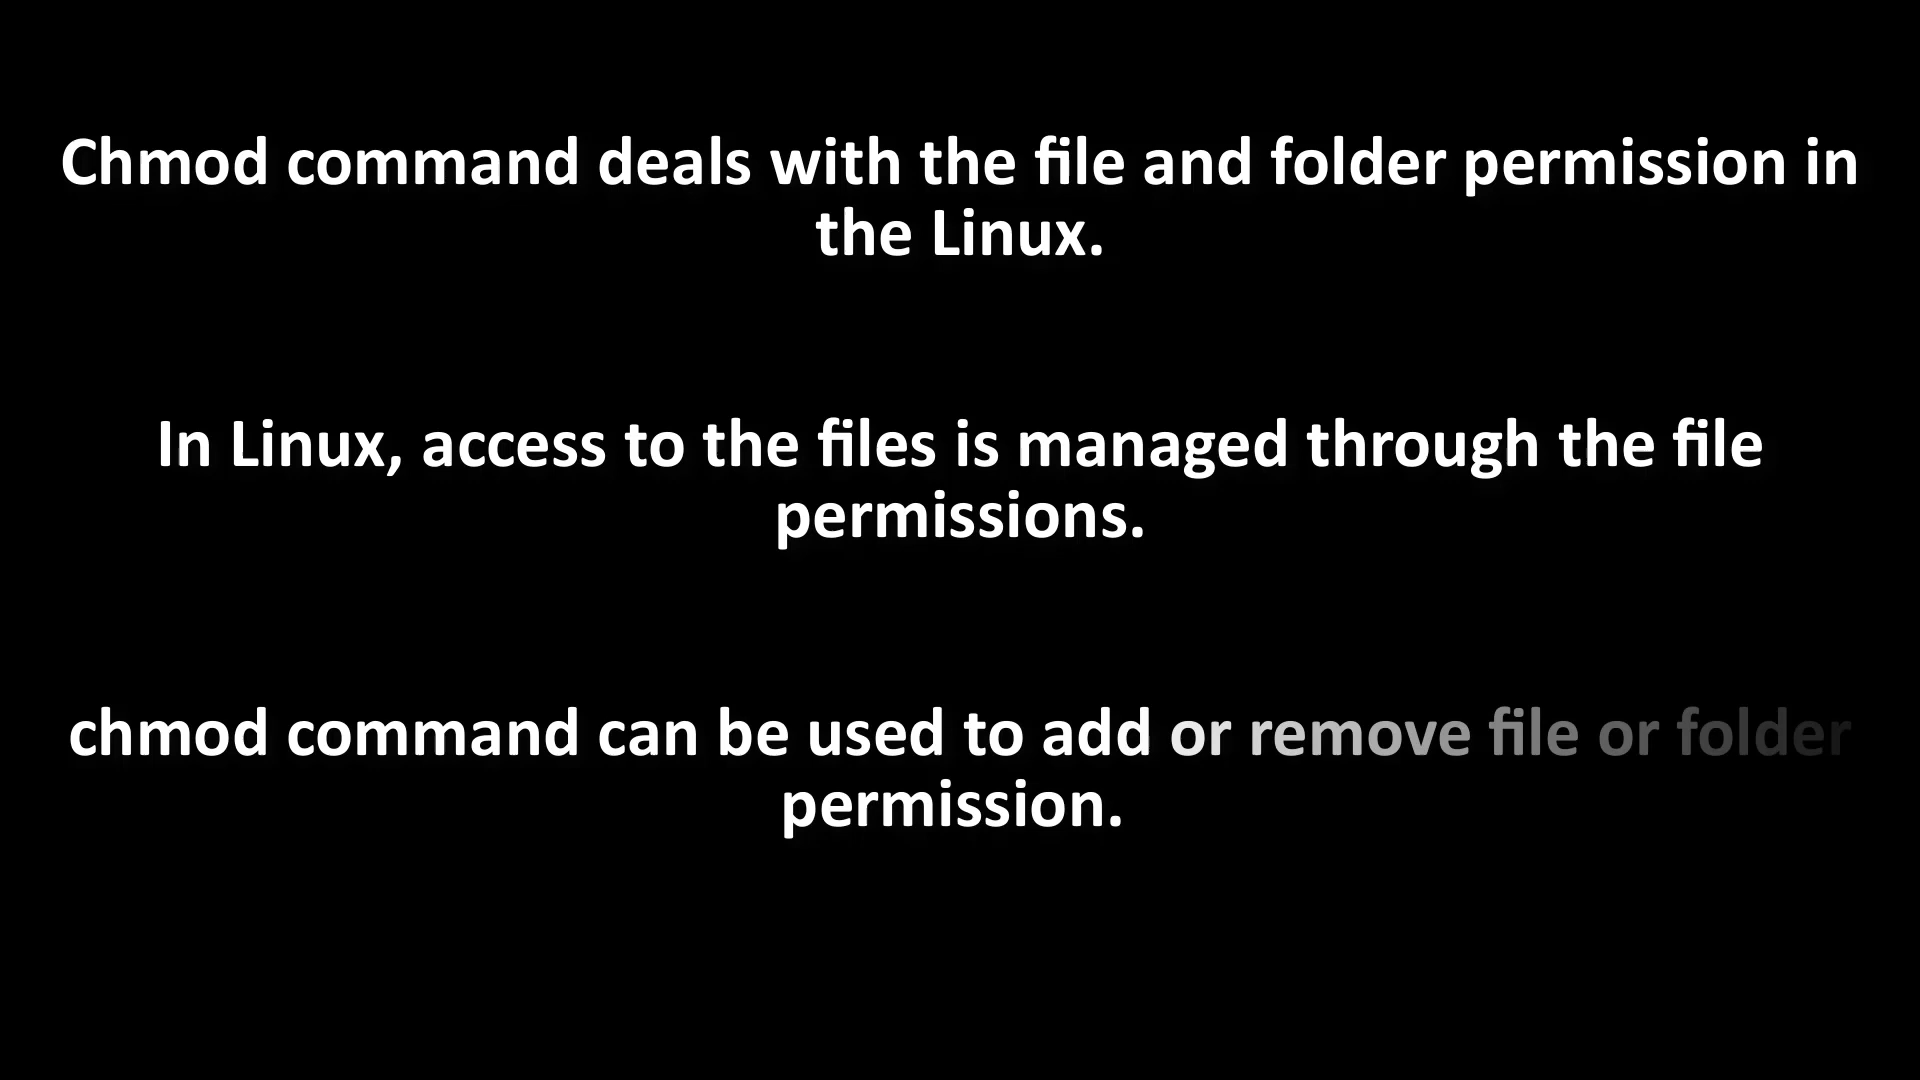 Chmod command deals with the file and folder permission in
the Linux.
In Linux, access to the files is managed through the file
permissions.
chmod command can be used to add or remove file or folder
permission.